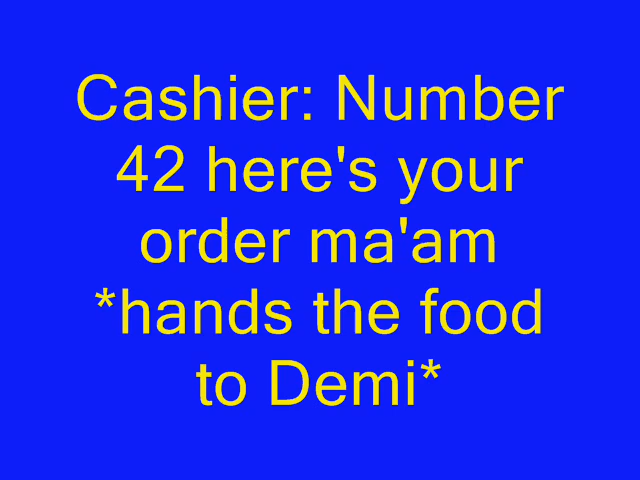 Cashier: Number
42 here's your
order ma'am
*hands the food
to Demi*